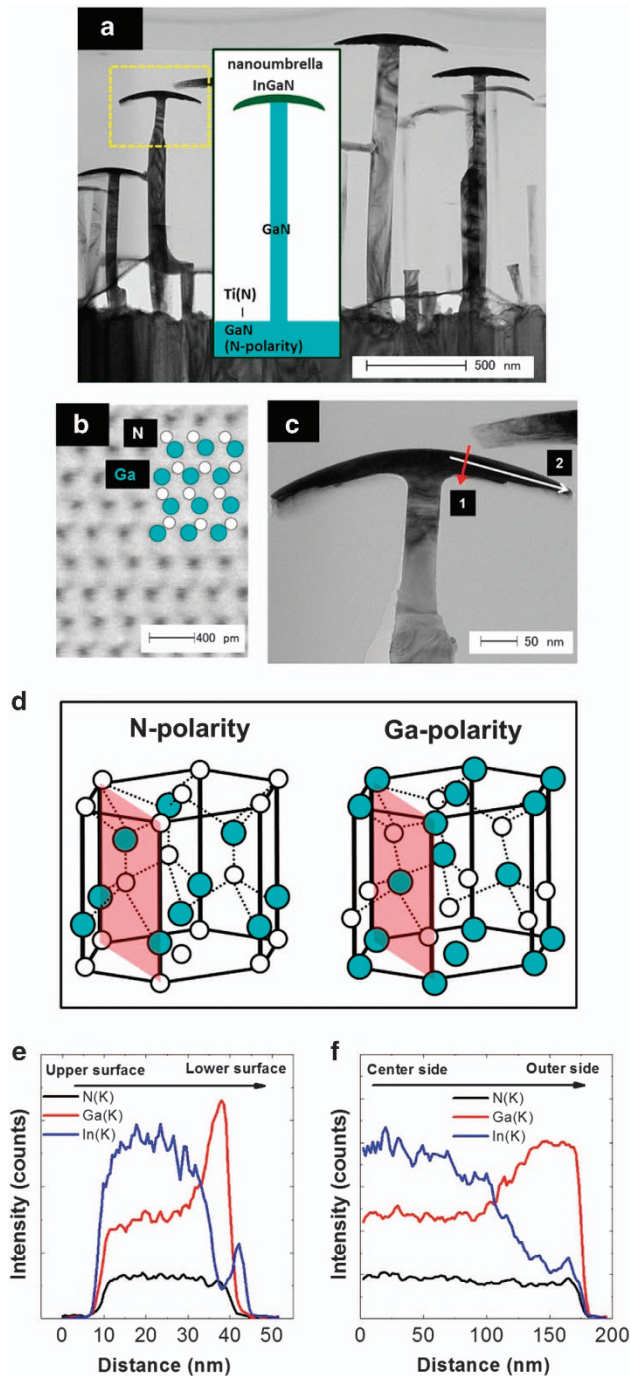 a
nanoumbrella
InGaN
GaN
Ti(N)
GaN
(N-polarity)
500 nm
b
N
Ga
400 pm
c
1
2
50 nm
d
N-polarity
Ga-polarity
e
Upper surface
Lower surface
N(K)
Ga(K)
In(K)
Intensity (counts)
0 10 20 30 40 50
Distance (nm)
f
Center side
Outer side
N(K)
Ga(K)
In(K)
Intensity (counts)
0 50 100 150 200
Distance (nm)